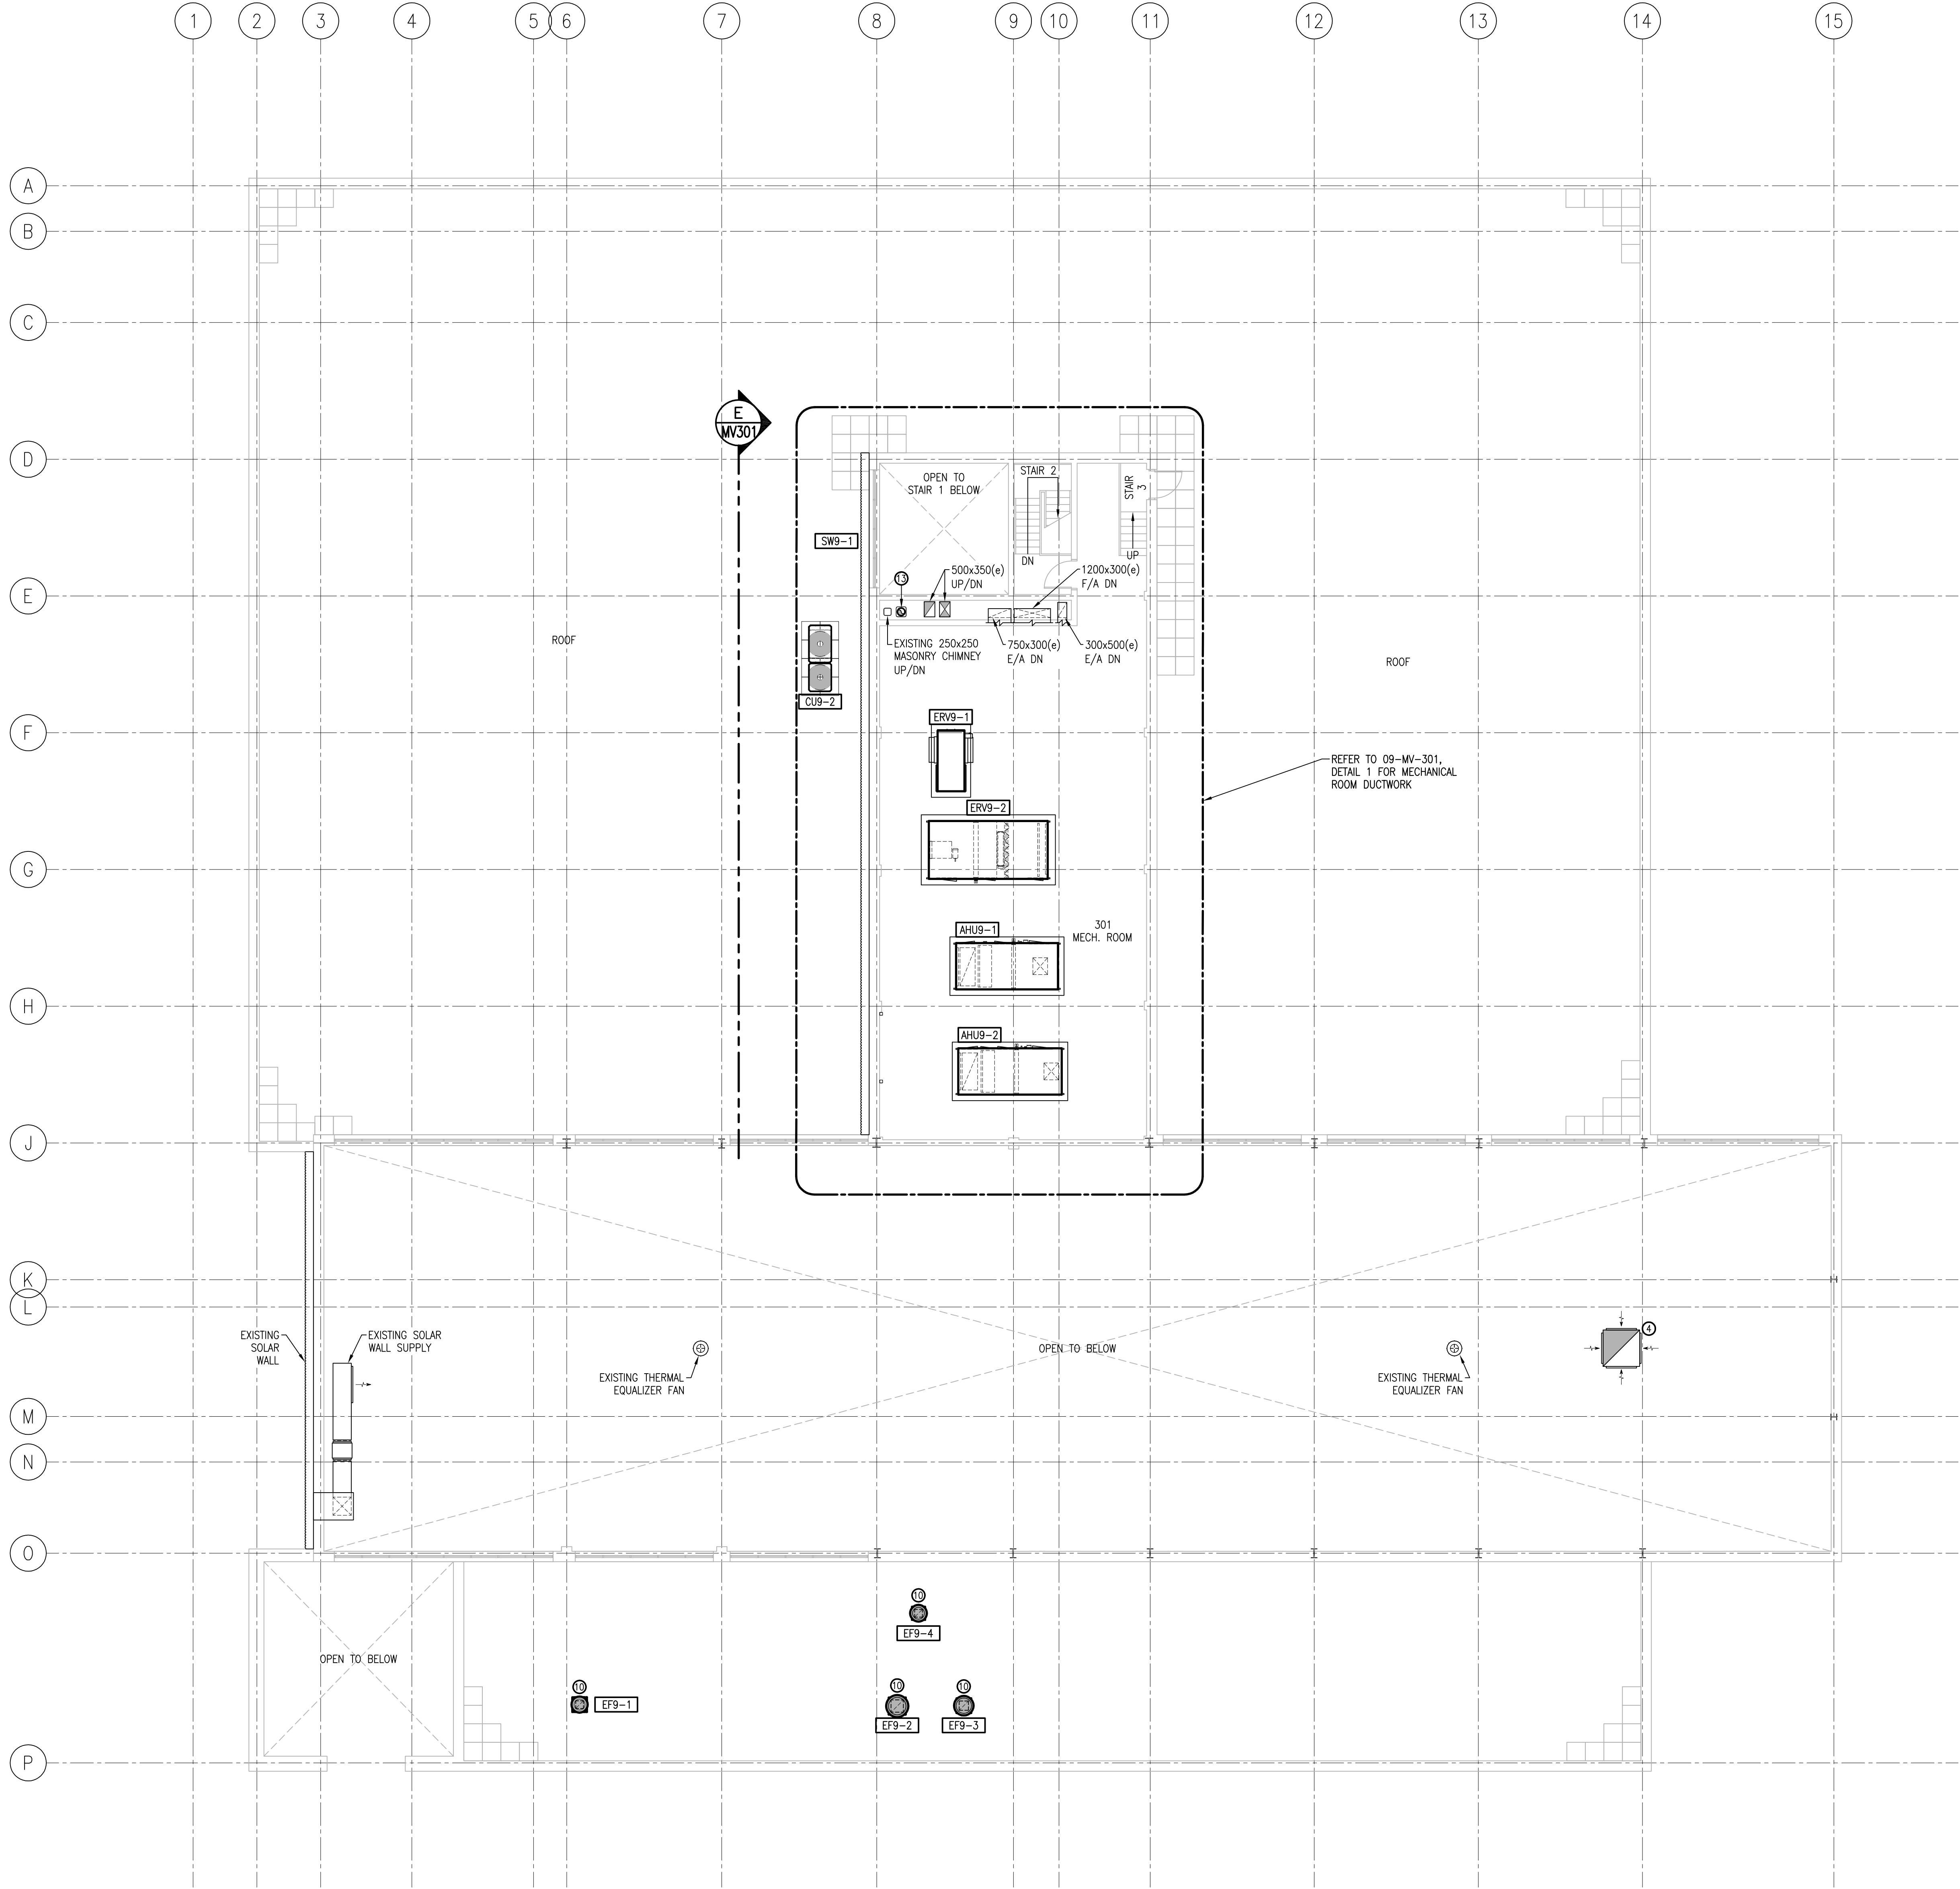 1
2
3
4
5
6
7
8
9
10
11
12
13
14
15
A
B
C
D
E
F
G
H
J
K
L
M
N
O
P
E
MV301
OPEN TO
STAIR 1 BELOW
STAIR 2
STAIR
3
DN
UP
SW9-1
13
500x350(e)
UP/DN
1200x300(e)
F/A DN
EXISTING 250x250
MASONRY CHIMNEY
UP/DN
750x300(e)
E/A DN
300x500(e)
E/A DN
ROOF
ROOF
CU9-2
ERV9-1
REFER TO 09-MV-301,
DETAIL 1 FOR MECHANICAL
ROOM DUCTWORK
ERV9-2
AHU9-1
301
MECH. ROOM
AHU9-2
EXISTING
SOLAR
WALL
EXISTING SOLAR
WALL SUPPLY
EXISTING THERMAL
EQUALIZER FAN
OPEN TO BELOW
EXISTING THERMAL
EQUALIZER FAN
4
OPEN TO BELOW
10
EF9-4
10
EF9-1
10
EF9-2
10
EF9-3